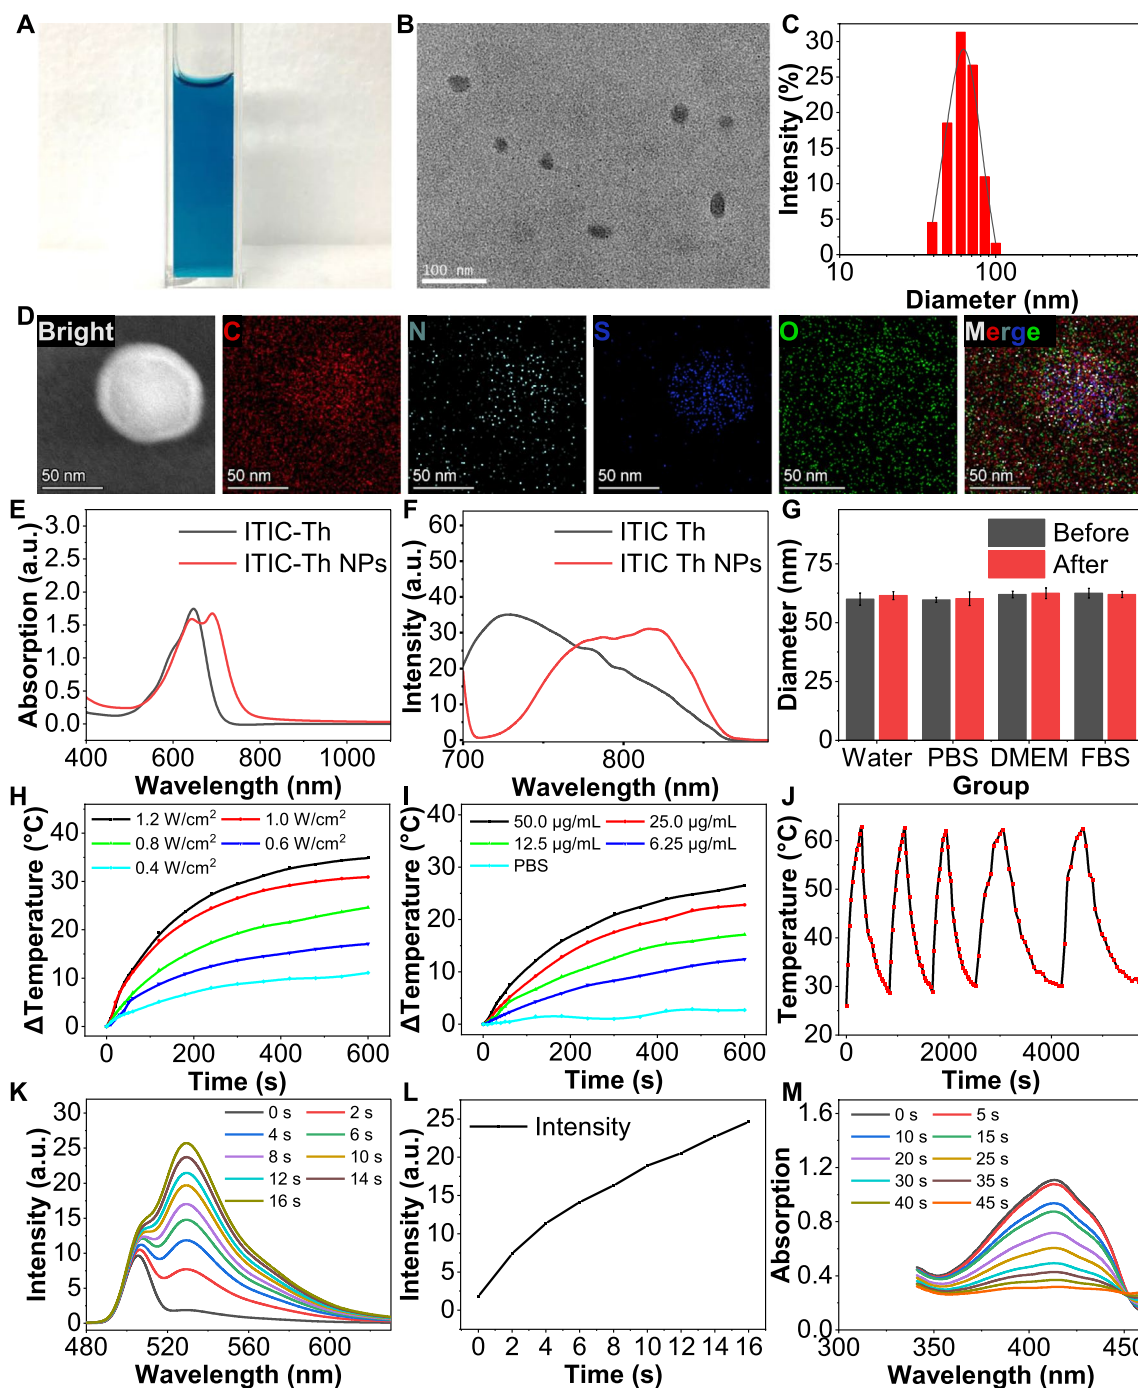 A
B
100 nm
C
Intensity (%)
30
25
20
15
10
5
0
10
100
Diameter (nm)
D
Bright
50 nm
C
50 nm
N
50 nm
S
50 nm
O
50 nm
Merge
50 nm
E
Absorption (a.u.)
3.0
2.5
2.0
1.5
1.0
0.5
0.0
ITIC-Th
ITIC-Th NPs
400 600 800 1000
Wavelength (nm)
F
Intensity (a.u.)
60
50
40
30
20
10
0
ITIC Th
ITIC Th NPs
700 800
Wavelength (nm)
G
Diameter (nm)
75
50
25
0
Before
After
Water PBS DMEM FBS
Group
H
ΔTemperature (°C)
40
30
20
10
0
1.2 W/cm² 1.0 W/cm²
0.8 W/cm² 0.6 W/cm²
0.4 W/cm²
0 200 400 600
Time (s)
I
ΔTemperature (°C)
40
30
20
10
0
50.0 μg/mL 25.0 μg/mL
12.5 μg/mL 6.25 μg/mL
PBS
0 200 400 600
Time (s)
J
Temperature (°C)
60
50
40
30
20
0 2000 4000
Time (s)
K
Intensity (a.u.)
30
25
20
15
10
5
0
0 s 2 s
4 s 6 s
8 s 10 s
12 s 14 s
16 s
480 520 560 600
Wavelength (nm)
L
Intensity (a.u.)
25
20
15
10
5
0
Intensity
0 2 4 6 8 10 12 14 16
Time (s)
M
Absorption
1.6
1.2
0.8
0.4
0.0
0 s 5 s
10 s 15 s
20 s 25 s
30 s 35 s
40 s 45 s
300 350 400 450
Wavelength (nm)